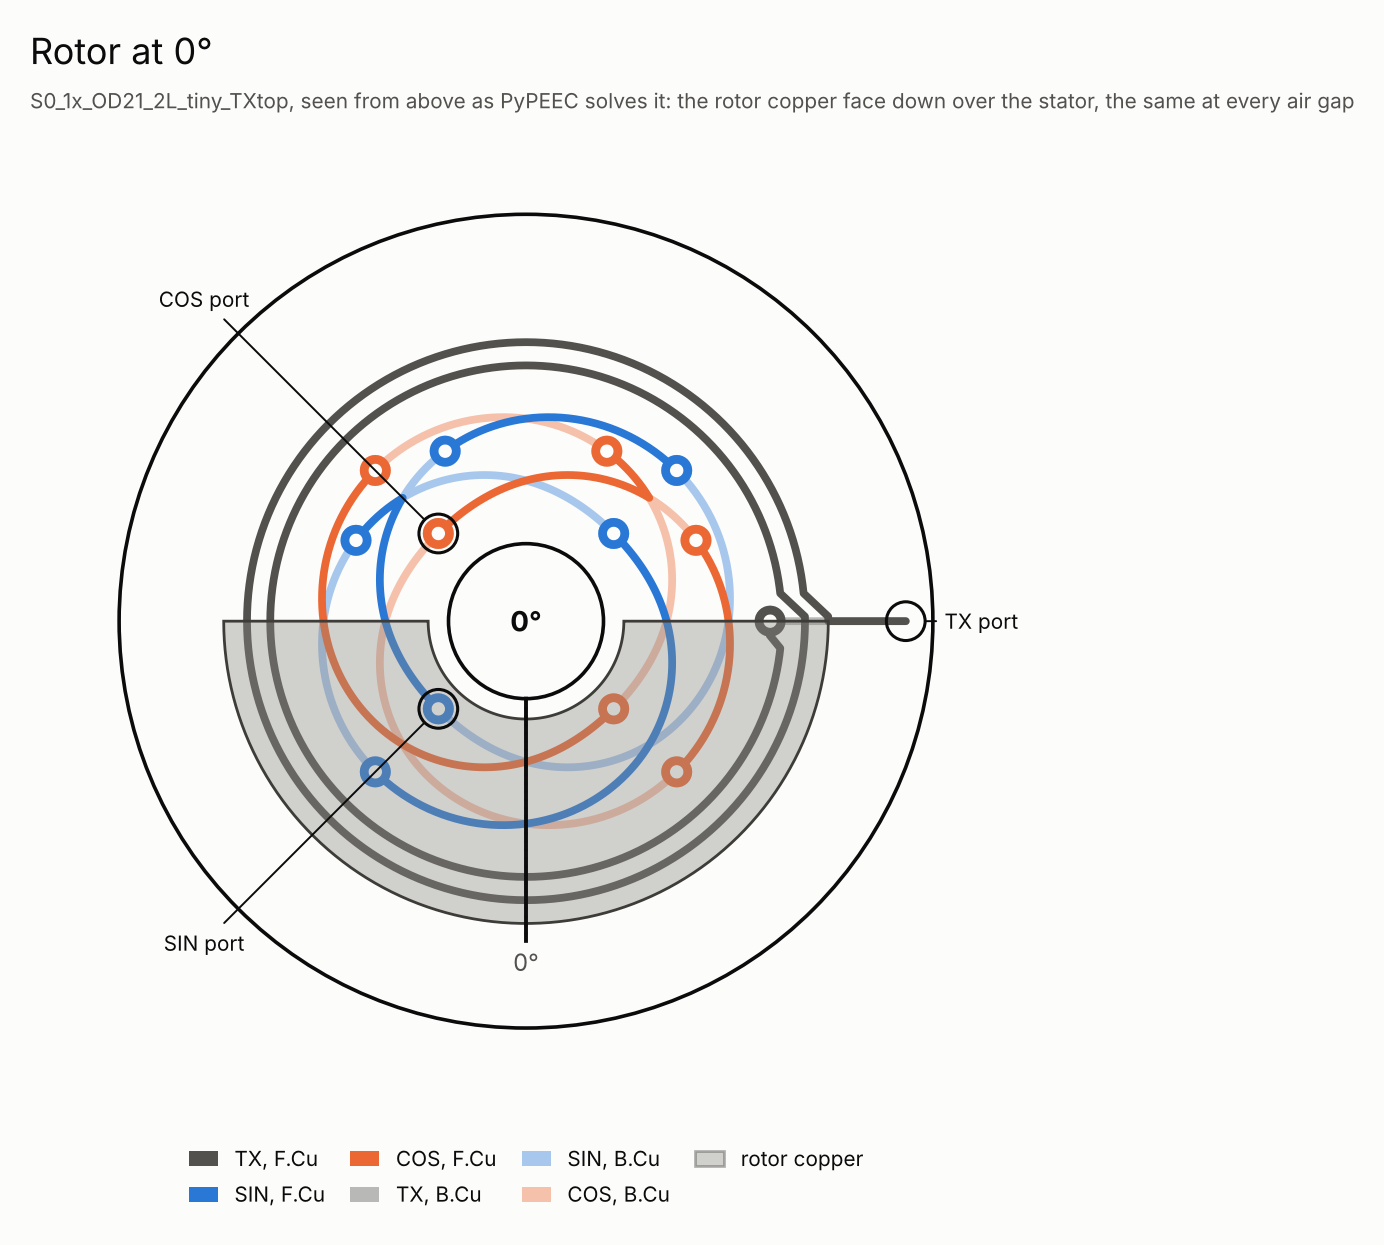 Rotor at 0°
S0_1x_OD21_2L_tiny_TXtop, seen from above as PyPEEC solves it: the rotor copper face down over the stator, the same at every air gap
COS port
0°
TX port
SIN port
0°
TX, F.Cu
COS, F.Cu
SIN, B.Cu
rotor copper
SIN, F.Cu
TX, B.Cu
COS, B.Cu